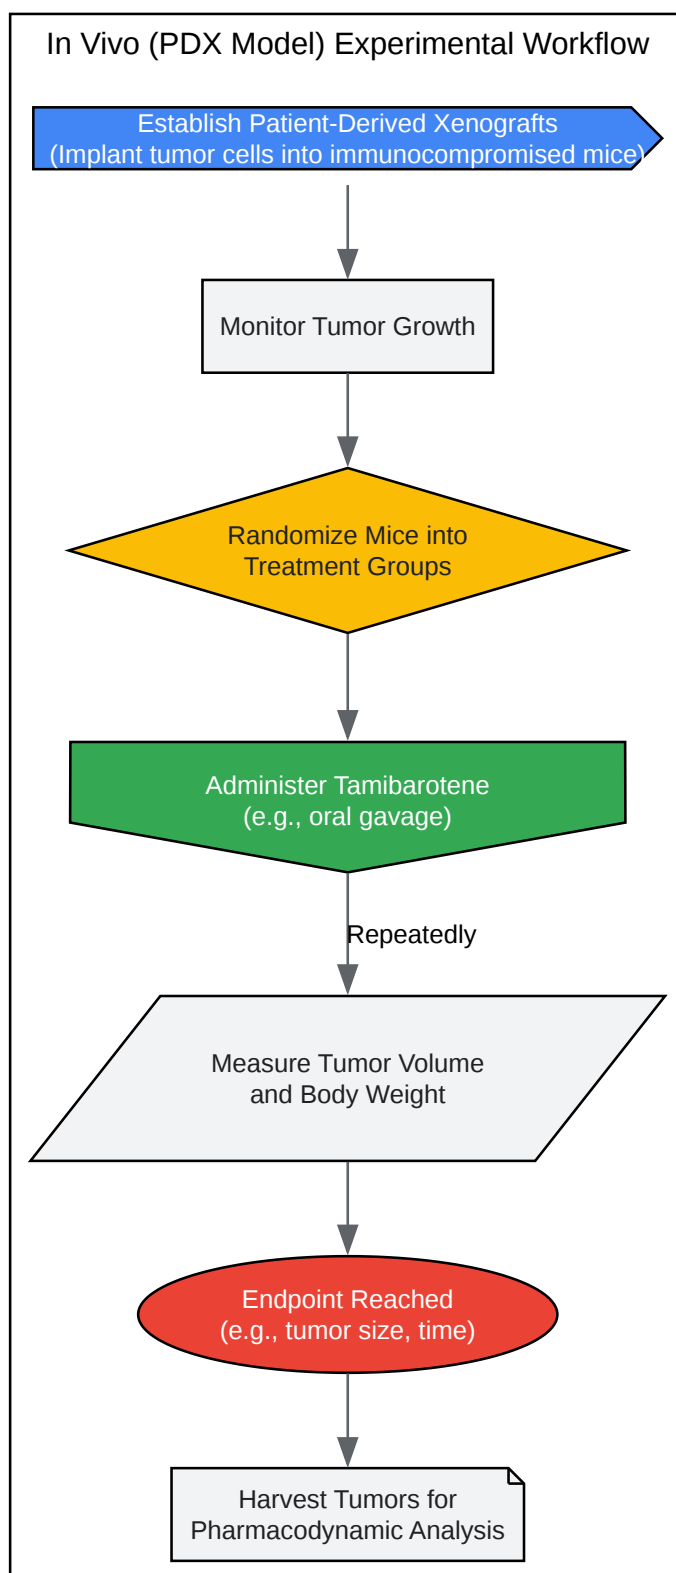 In Vivo (PDX Model) Experimental Workflow
Establish Patient-Derived Xenografts
(Implant tumor cells into immunocompromised mice)
Monitor Tumor Growth
Randomize Mice into
Treatment Groups
Administer Tamibarotene
(e.g., oral gavage)
Repeatedly
Measure Tumor Volume
and Body Weight
Endpoint Reached
(e.g., tumor size, time)
Harvest Tumors for
Pharmacodynamic Analysis